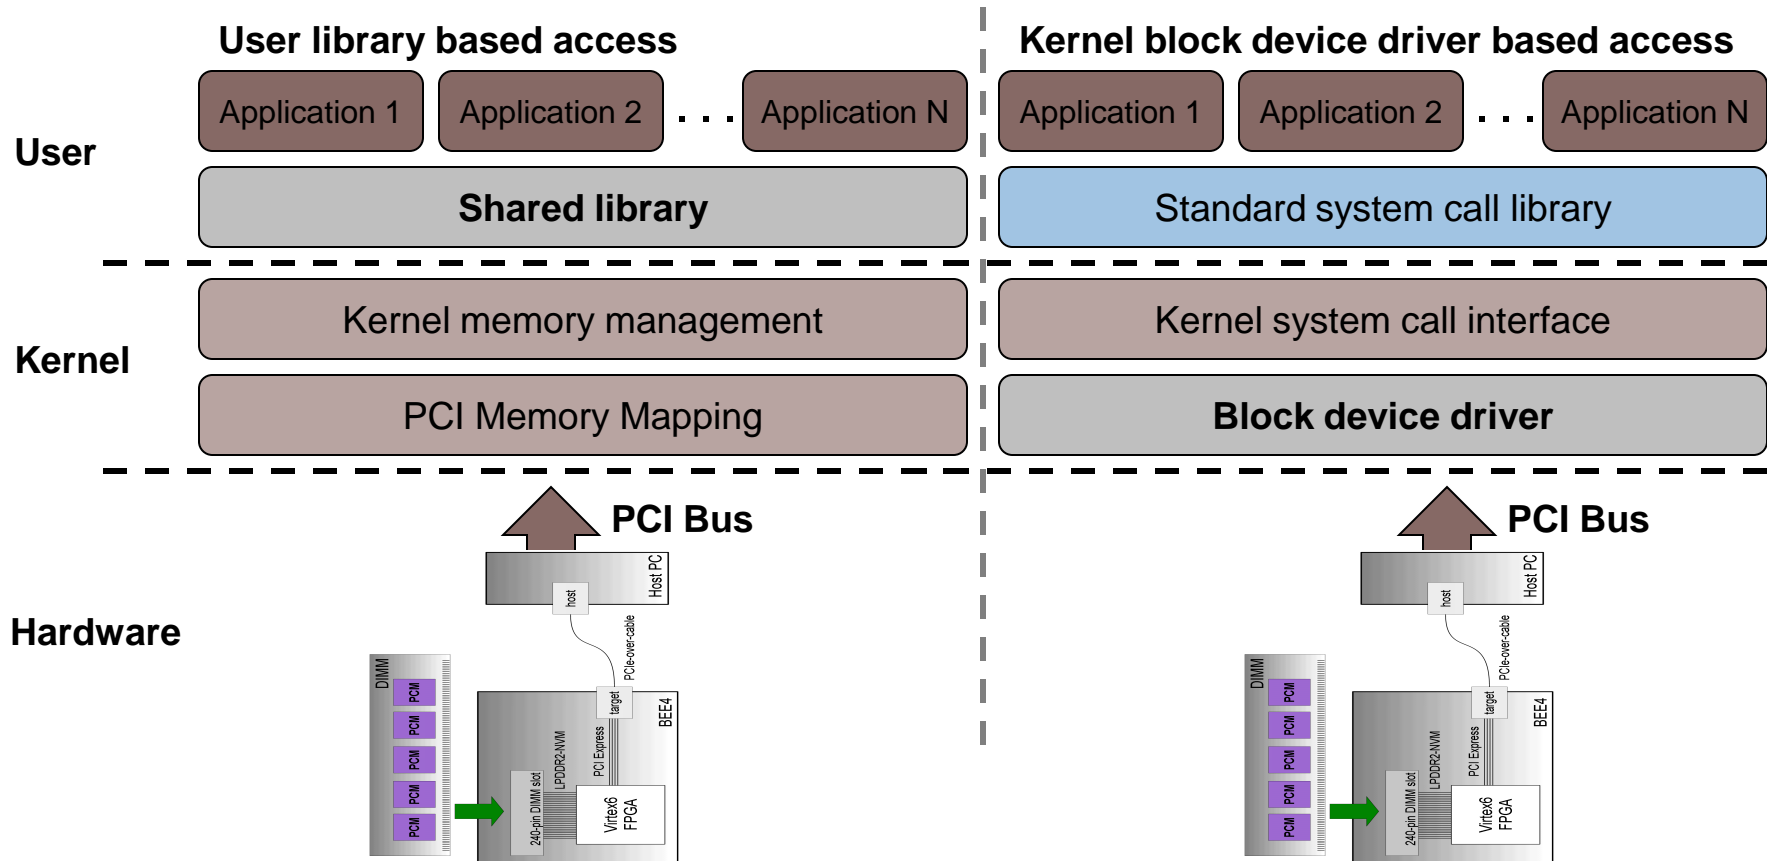 User library based access
Kernel block device driver based access
Application 1
Application 2
. . .
Application N
Application 1
Application 2
. . .
Application N
User
Shared library
Standard system call library
Kernel memory management
Kernel system call interface
Kernel
PCI Memory Mapping
Block device driver
PCI Bus
PCI Bus
Hardware
Host PC
host
PCIe-over-cable
DIMM
PCM
PCM
PCM
PCM
PCM
target
BEE4
PCI Express
LPDDR2-NVM
240-pin DIMM slot
Virtex6
FPGA
Host PC
host
PCIe-over-cable
DIMM
PCM
PCM
PCM
PCM
PCM
target
BEE4
PCI Express
LPDDR2-NVM
240-pin DIMM slot
Virtex6
FPGA